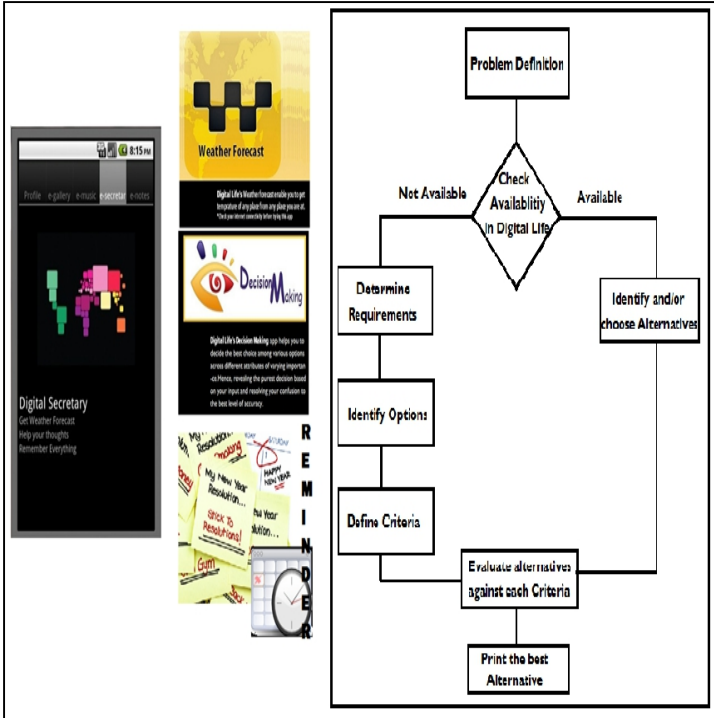 8:15 PM
Profile e-gallery e-music e-secretar e-notes
Digital Secretary
Get Weather Forecast
Help your thoughts
Remember Everything
Weather Forecast
Digital Life's Weather forecast enable you to get
temprature of any place from any place you are at.
*Check your internet connectivity before trying this app
Decision Making
Digital Life's Decision Making app helps you to
decide the best choice among various options
across different attributes of varying importan
-ce.Hence, revealing the purest decision based
on your input and resolving your confusion to
the best level of accuracy.
REMINDER
My
Resolution...
SATURDAY
HAPPY
NEW YEAR
My New Year
Resolution...
Stick To
Resolutions!
Gym
Problem Definition
Check
Availablitiy
in Digital Life
Not Available
Available
Determine
Requirements
Identify Options
Define Criteria
Identify and/or
choose Alternatives
Evaluate alternatives
against each Criteria
Print the best
Alternative